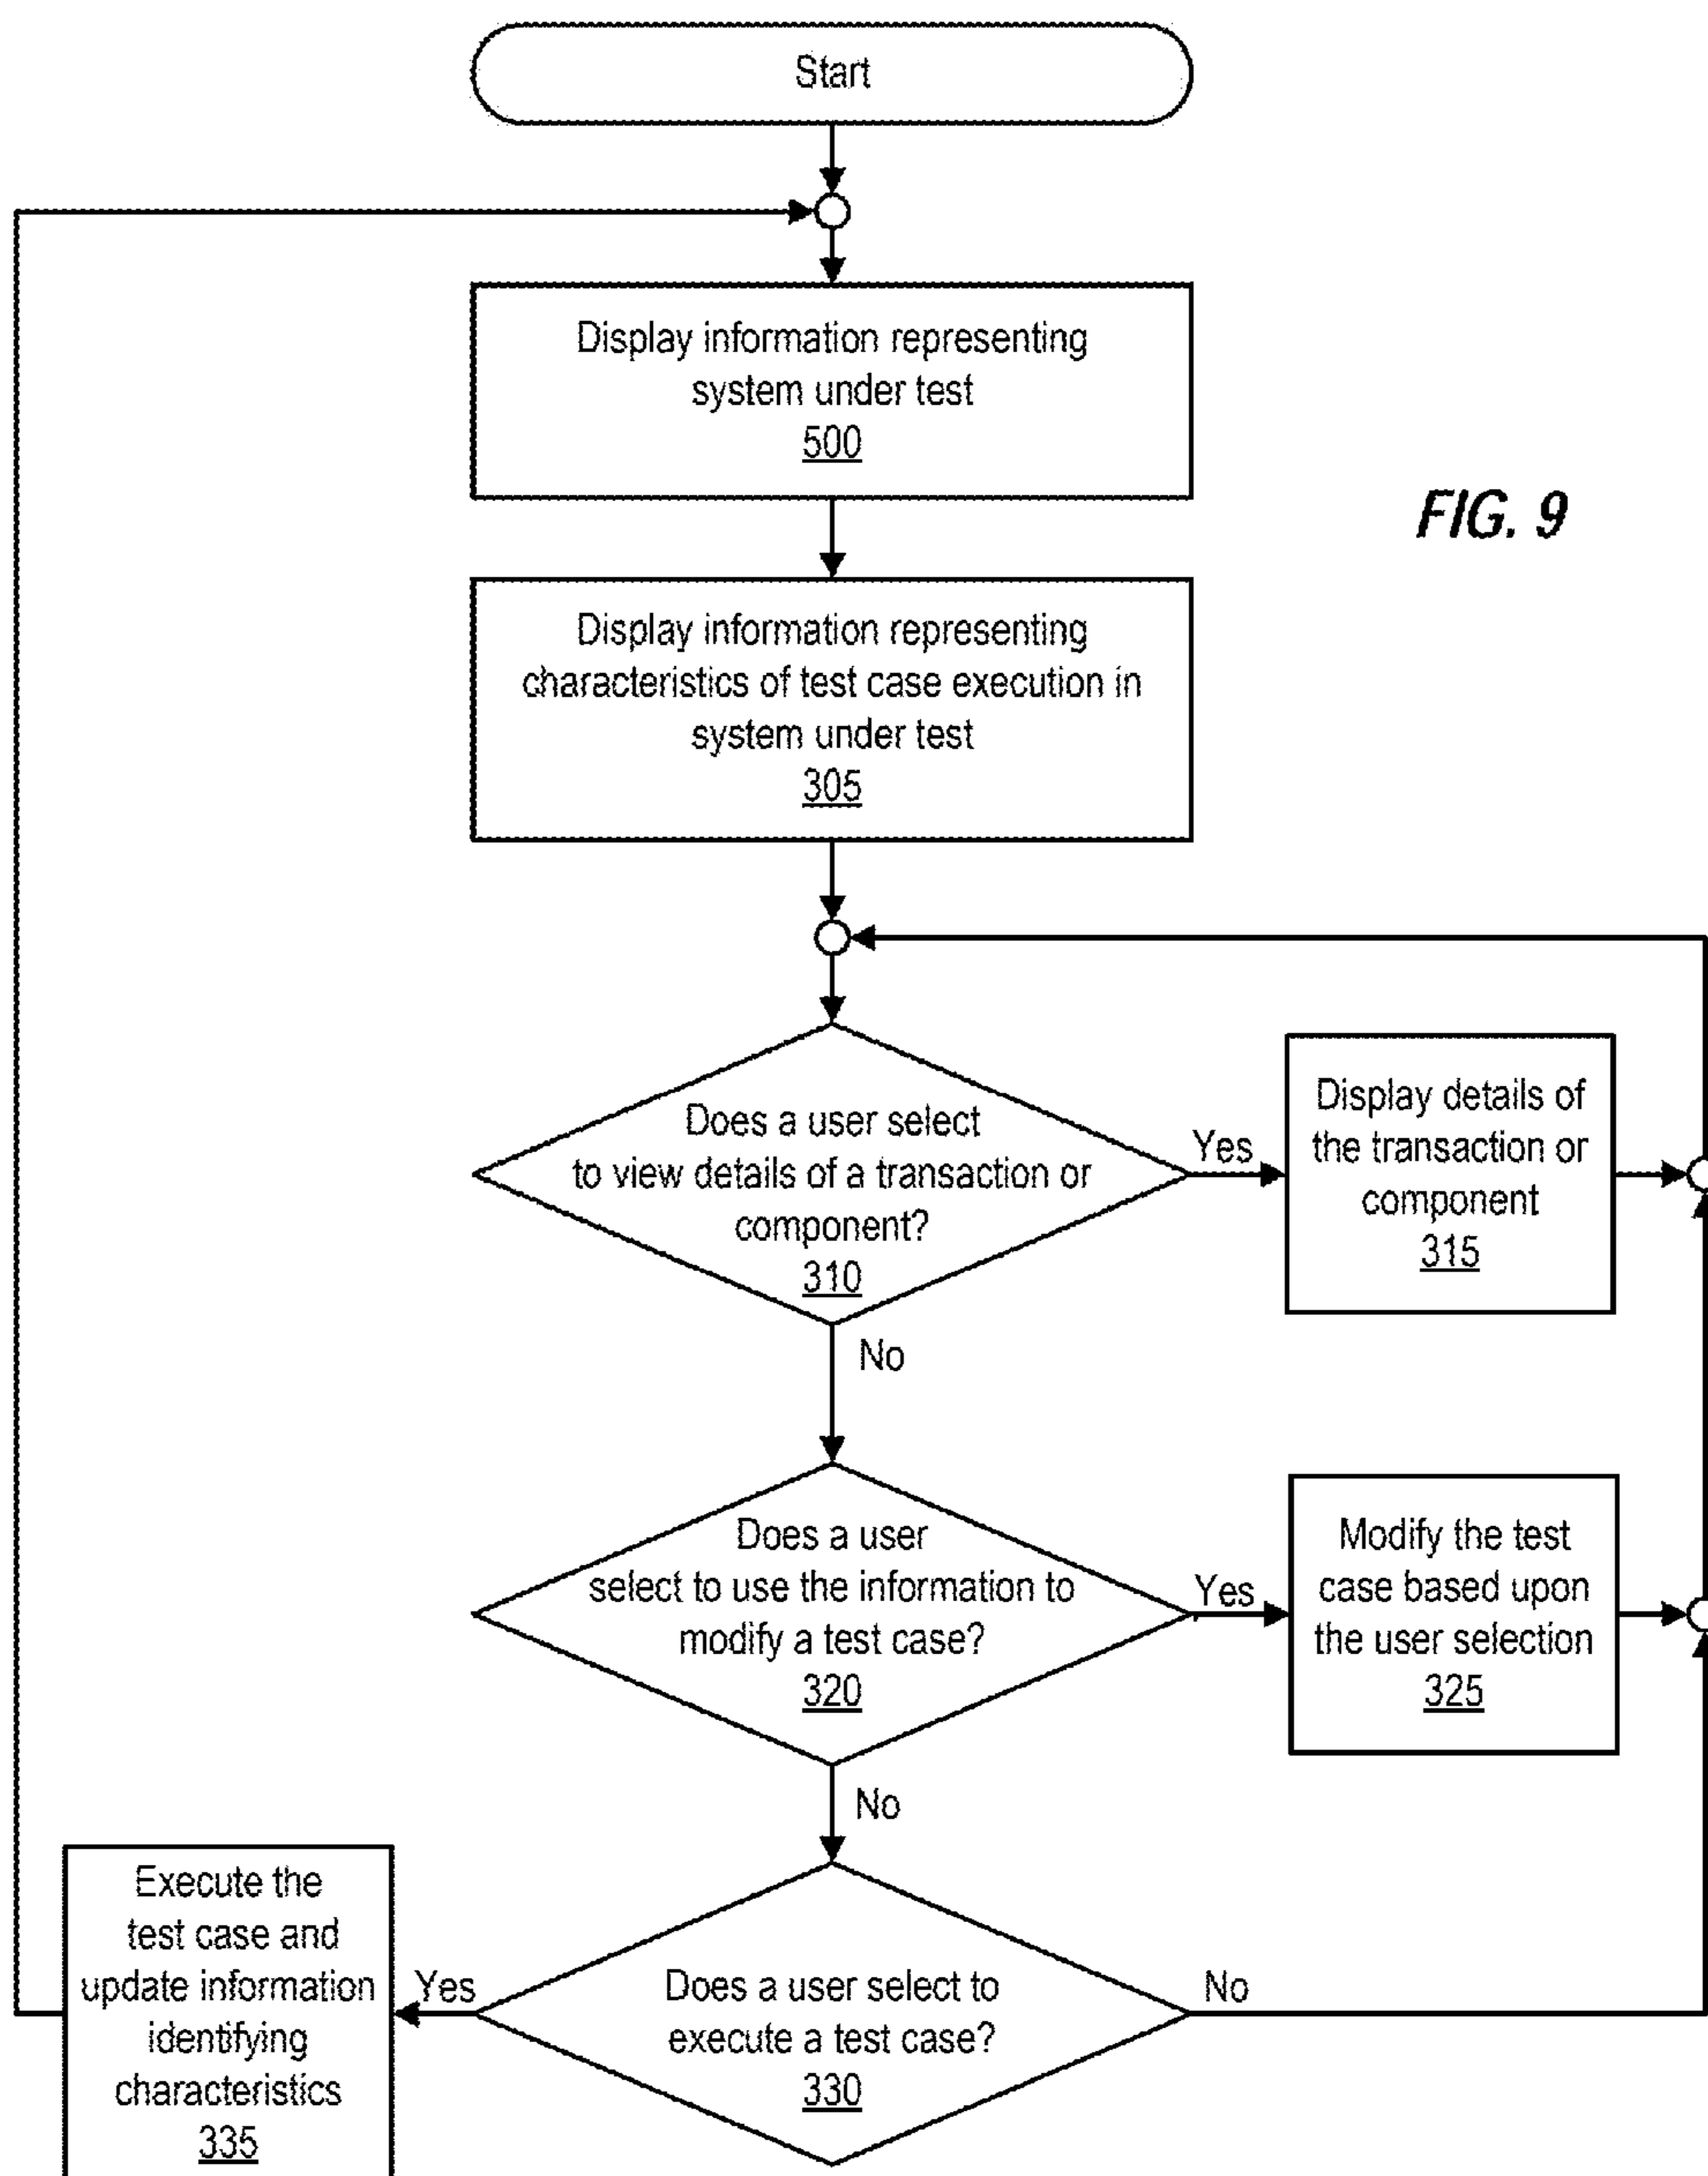 Start
Display information representing
system under test
500
FIG. 9
Display information representing
characteristics of test case execution in
system under test
305
Does a user select
to view details of a transaction or
component?
310
Yes
Display details of
the transaction or
component
315
No
Does a user
select to use the information to
modify a test case?
320
Yes
Modify the test
case based upon
the user selection
325
No
Execute the
test case and
update information
identifying
characteristics
335
Yes
Does a user select to
execute a test case?
330
No